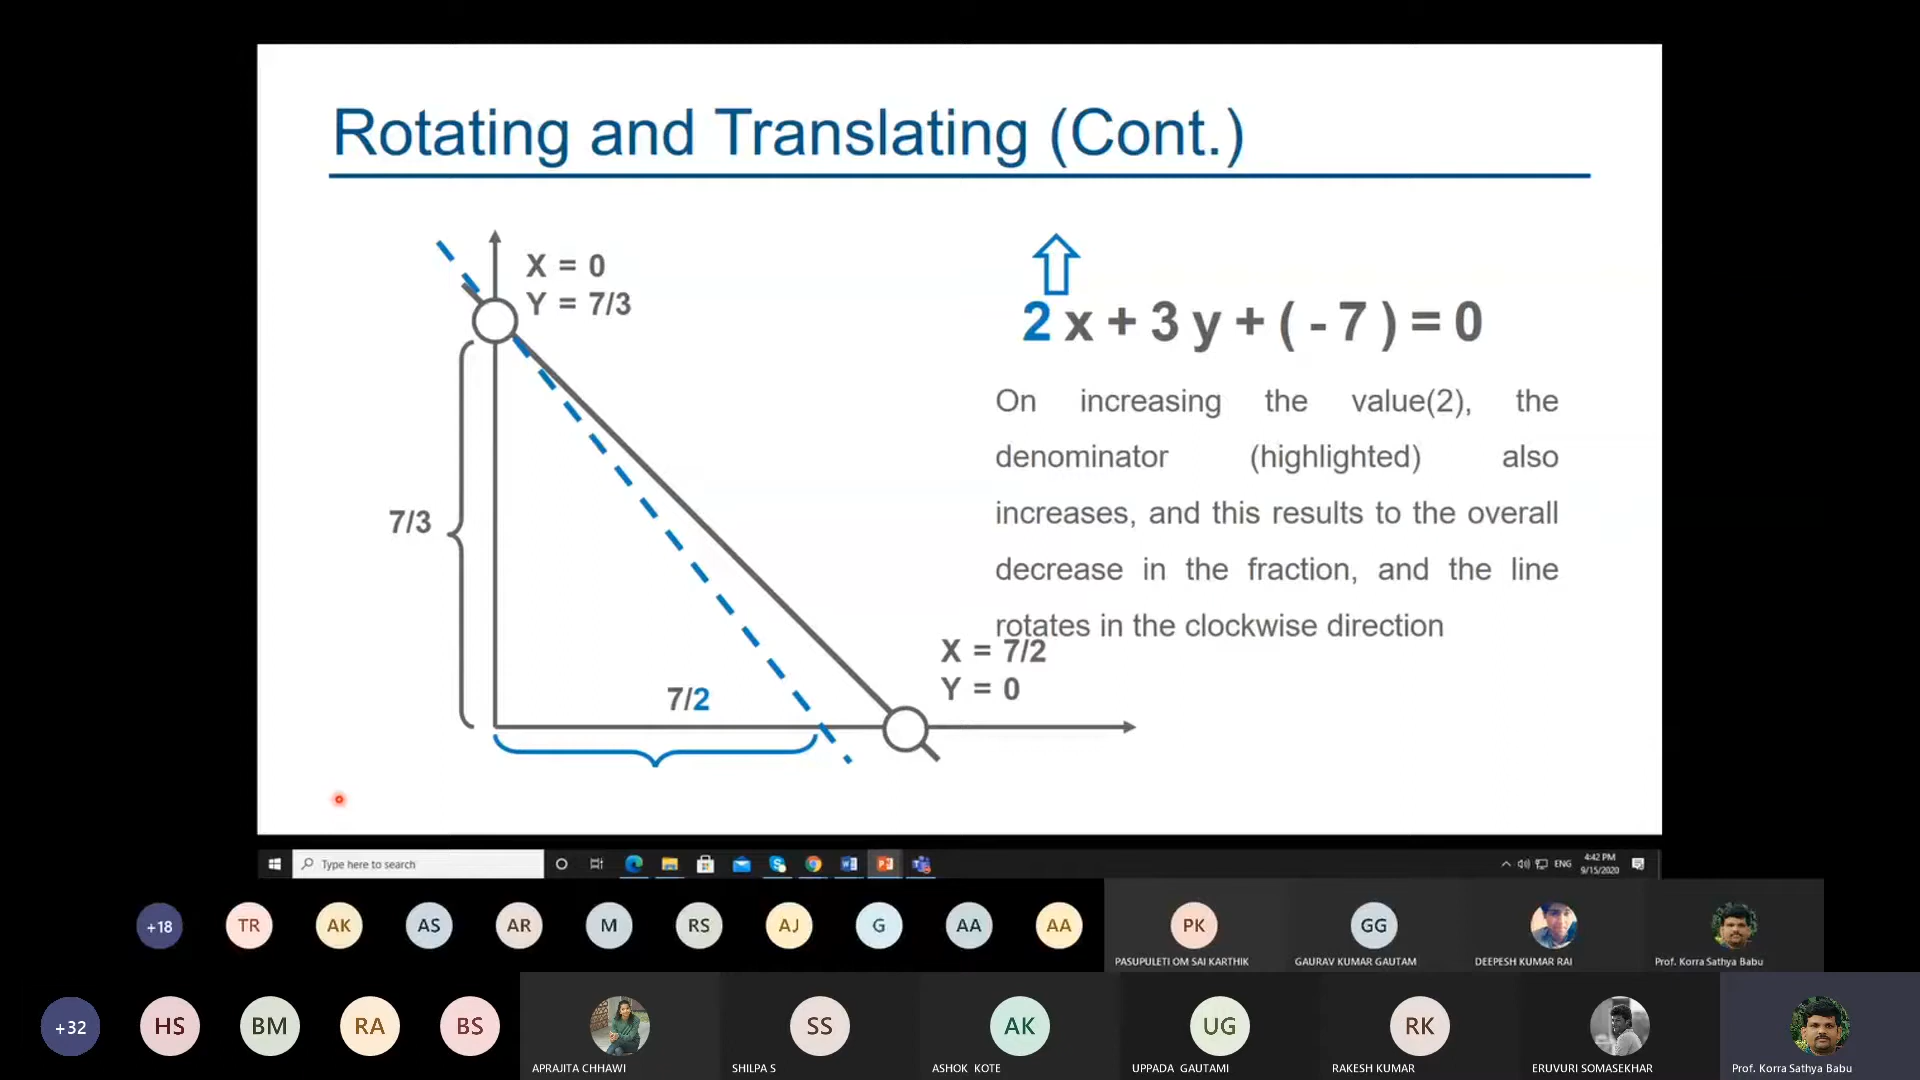 Rotating and Translating (Cont.)
X = 0
Y = 7/3
2 x + 3 y + ( - 7 ) = 0
On increasing the value(2), the
denominator (highlighted) also
increases, and this results to the overall
decrease in the fraction, and the line
rotates in the clockwise direction
7/3
X = 7/2
Y = 0
7/2
Type here to search
ENG
4:42 PM
9/15/2020
+18
TR
AK
AS
AR
M
RS
AJ
G
AA
AA
PK
GG
PASUPULETI OM SAI KARTHIK
GAURAV KUMAR GAUTAM
DEEPESH KUMAR RAI
Prof. Korra Sathya Babu
+32
HS
BM
RA
BS
SS
AK
UG
RK
APRAJITA CHHAWI
SHILPA S
ASHOK KOTE
UPPADA GAUTAMI
RAKESH KUMAR
ERUVURI SOMASEKHAR
Prof. Korra Sathya Babu